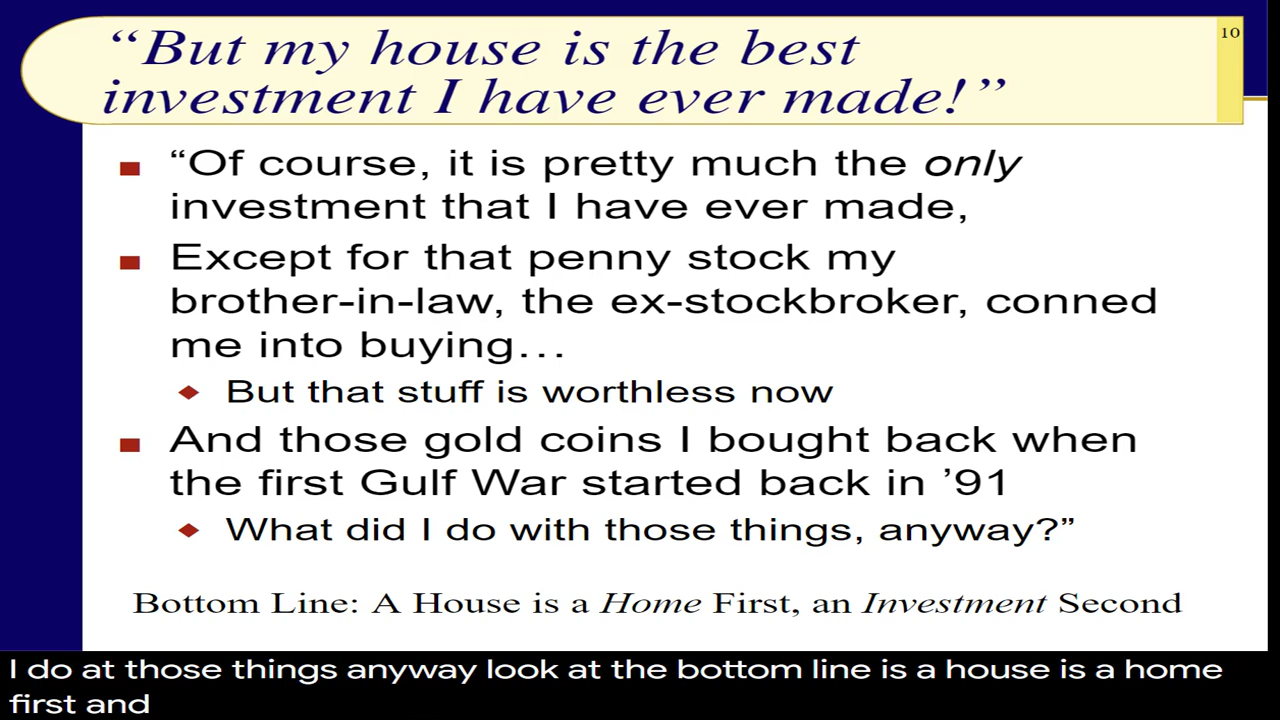 “But my house is the best
10
investment I have ever made!”
“Of course, it is pretty much the only
investment that I have ever made,
Except for that penny stock my
brother-in-law, the ex-stockbroker, conned
me into buying…
But that stuff is worthless now
And those gold coins I bought back when
the first Gulf War started back in ’91
What did I do with those things, anyway?”
Bottom Line: A House is a Home First, an Investment Second
I do at those things anyway look at the bottom line is a house is a home
first and